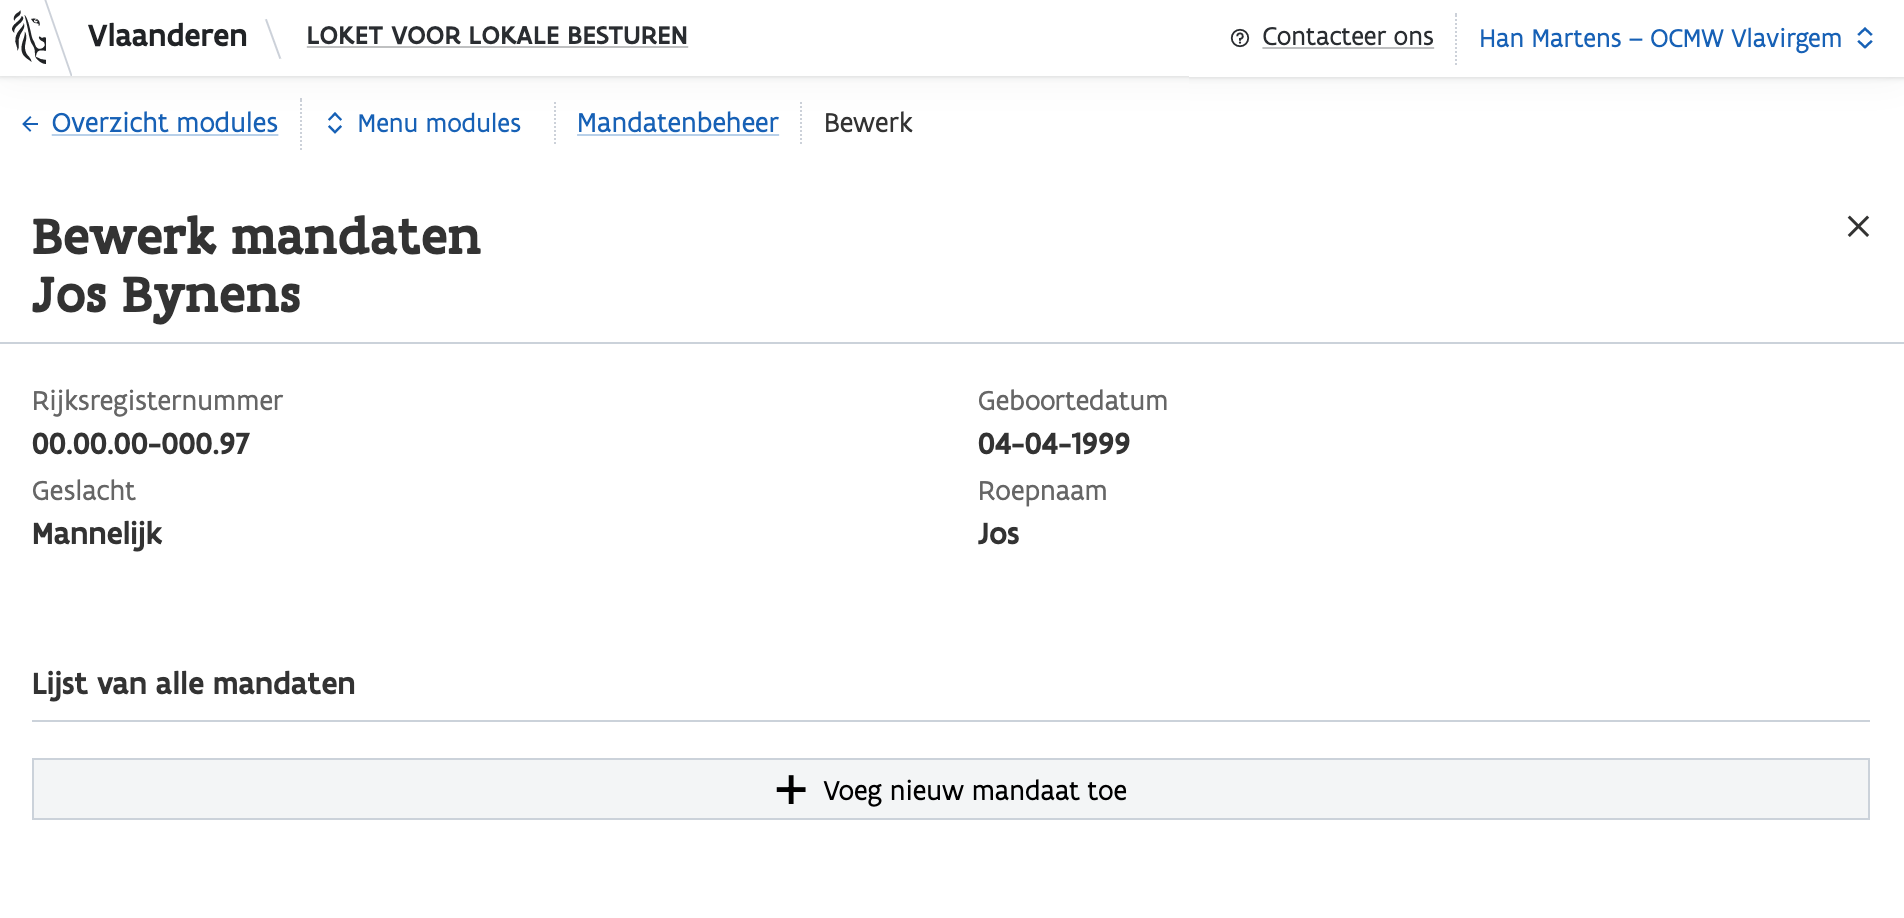 Vlaanderen LOKET VOOR LOKALE BESTUREN Contacteer ons Han Martens – OCMW Vlavirgem
Overzicht modules Menu modules Mandatenbeheer Bewerk
Bewerk mandaten
Jos Bynens
Rijksregisternummer Geboortedatum
00.00.00-000.97 04-04-1999
Geslacht Roepnaam
Mannelijk Jos
Lijst van alle mandaten
Voeg nieuw mandaat toe